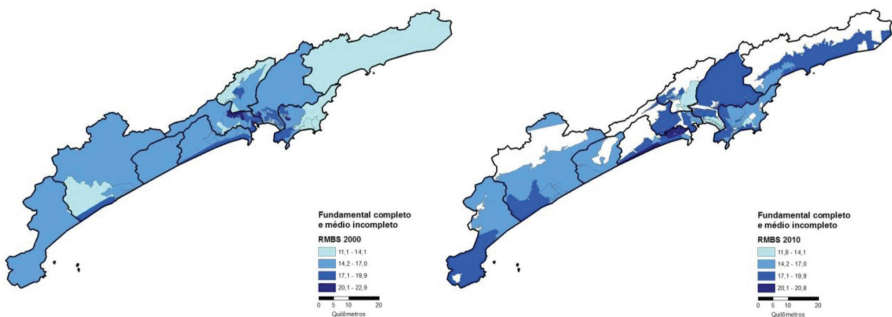 Fundamental completo
e médio incompleto
RMBS 2000
11,1 - 14,1
14,2 - 17,0
17,1 - 19,9
20,1 - 22,9
0 5 10 20
Quilômetros
Fundamental completo
e médio incompleto
RMBS 2010
11,8 - 14,1
14,2 - 17,0
17,1 - 19,9
20,1 - 20,8
0 5 10 20
Quilômetros